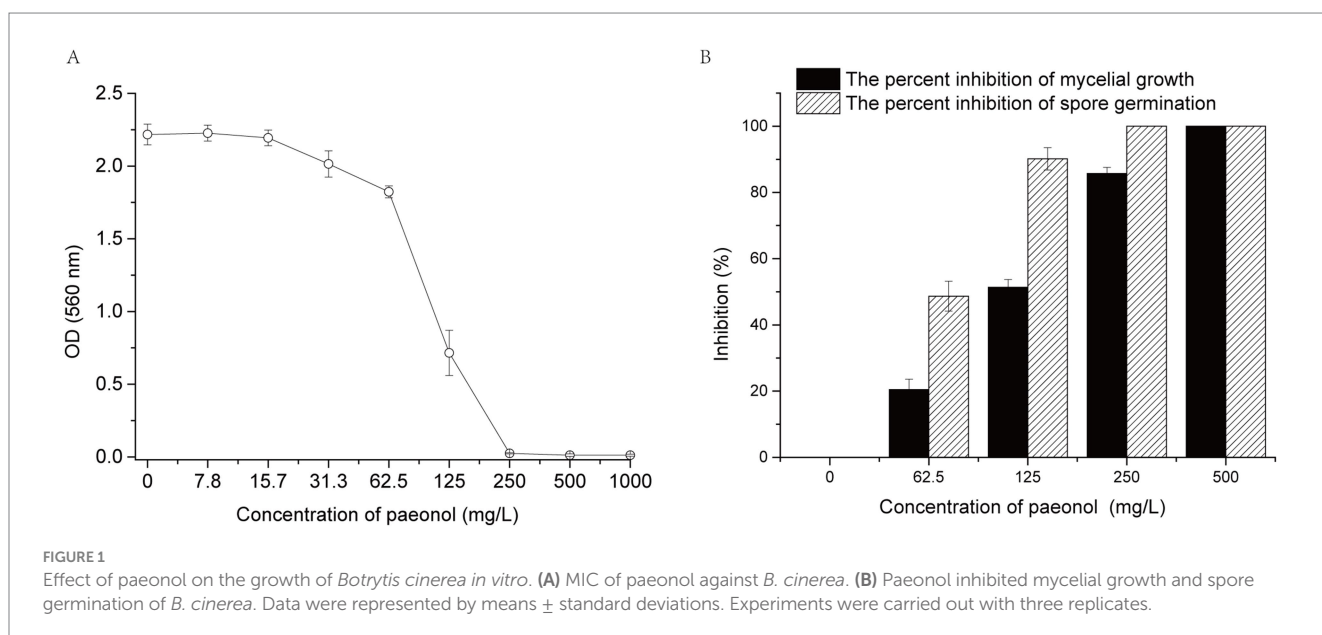 A
2.5
2.0
1.5
1.0
0.5
0.0
OD (560 nm)
0 7.8 15.7 31.3 62.5 125 250 500 1000
Concentration of paeonol (mg/L)
B
The percent inhibition of mycelial growth
The percent inhibition of spore germination
100
80
60
40
20
0
Inhibition (%)
0 62.5 125 250 500
Concentration of paeonol (mg/L)
FIGURE 1
Effect of paeonol on the growth of Botrytis cinerea in vitro. (A) MIC of paeonol against B. cinerea. (B) Paeonol inhibited mycelial growth and spore
germination of B. cinerea. Data were represented by means ± standard deviations. Experiments were carried out with three replicates.